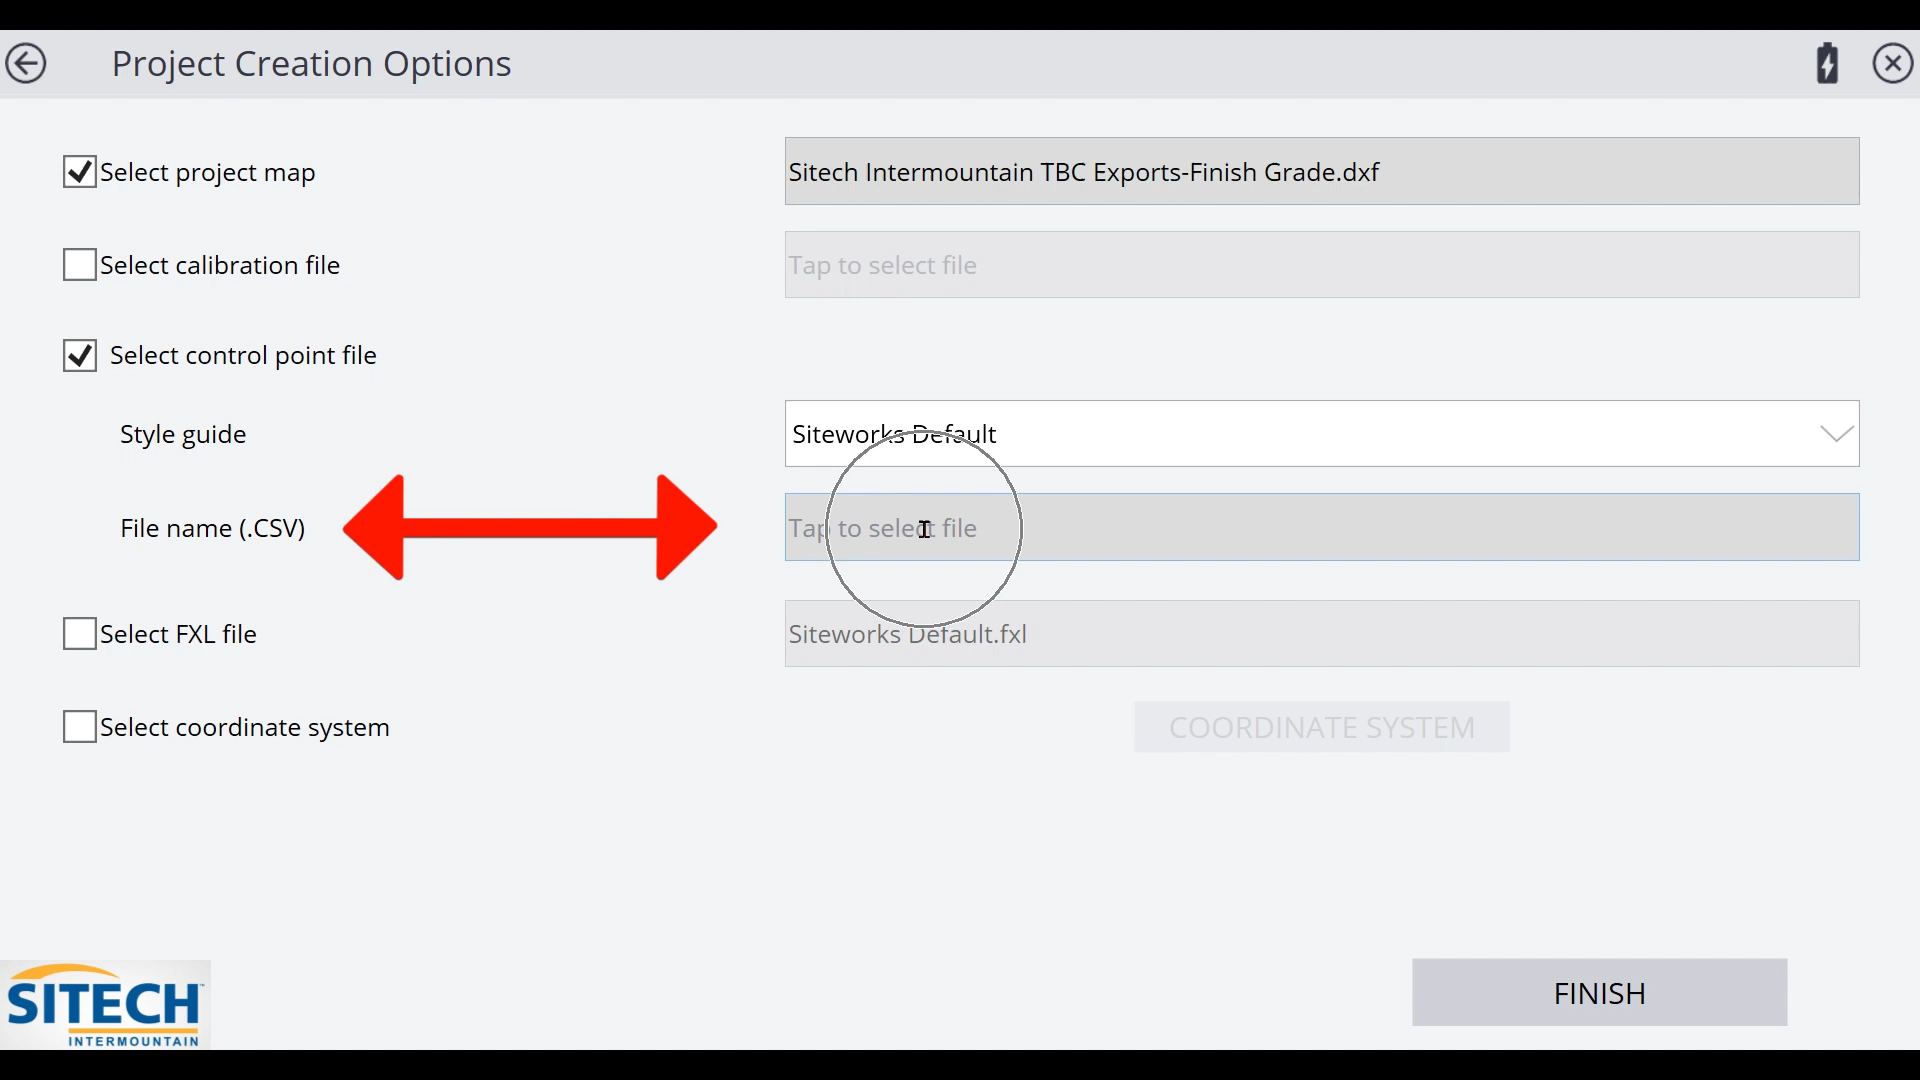 Project Creation Options
Select project map
Sitech Intermountain TBC Exports-Finish Grade.dxf
Select calibration file
Tap to select file
Select control point file
Style guide
Siteworks Default
File name (.CSV)
Tap to select file
Select FXL file
Siteworks Default.fxl
Select coordinate system
COORDINATE SYSTEM
SITECH
INTERMOUNTAIN
FINISH